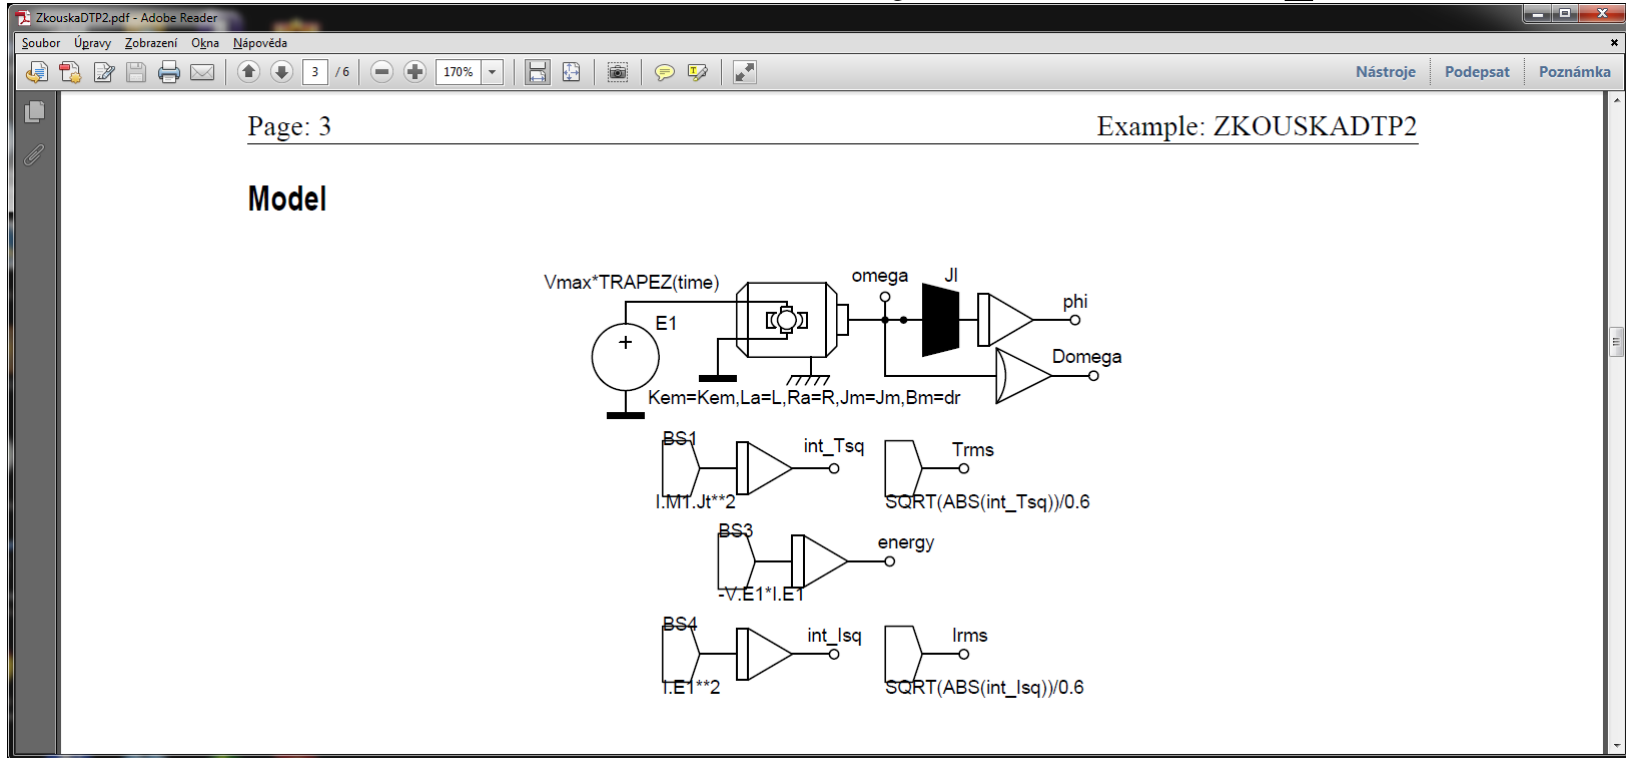 ZkouskaDTP2.pdf - Adobe Reader
Soubor Úpravy Zobrazení Okna Nápověda
3 / 6 170% Nástroje Podepsat Poznámka
Page: 3 Example: ZKOUSKADTP2
Model
Vmax*TRAPEZ(time) omega JI
phi
E1
Domega
Kem=Kem,La=L,Ra=R,Jm=Jm,Bm=dr
BS1 int_Tsq Trms
I.M1.Jt**2 SQRT(ABS(int_Tsq))/0.6
BS3 energy
-V.E1*I.E1
BS4 int_Isq Irms
I.E1**2 SQRT(ABS(int_Isq))/0.6